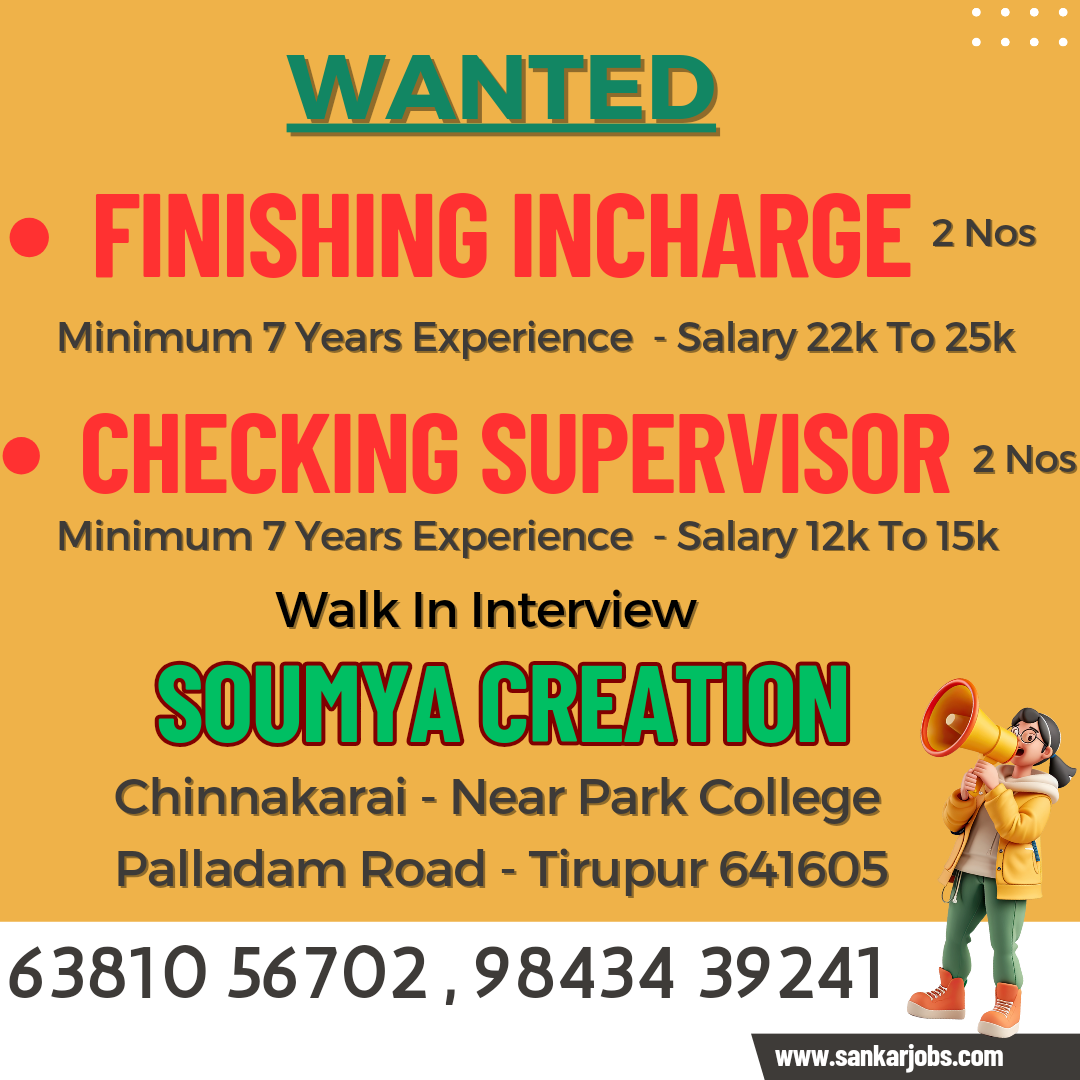 WANTED
FINISHING INCHARGE 2 Nos
Minimum 7 Years Experience - Salary 22k To 25k
CHECKING SUPERVISOR 2 Nos
Minimum 7 Years Experience - Salary 12k To 15k
Walk In Interview
SOUMYA CREATION
Chinnakarai - Near Park College
Palladam Road - Tirupur 641605
63810 56702 , 98434 39241
www.sankarjobs.com